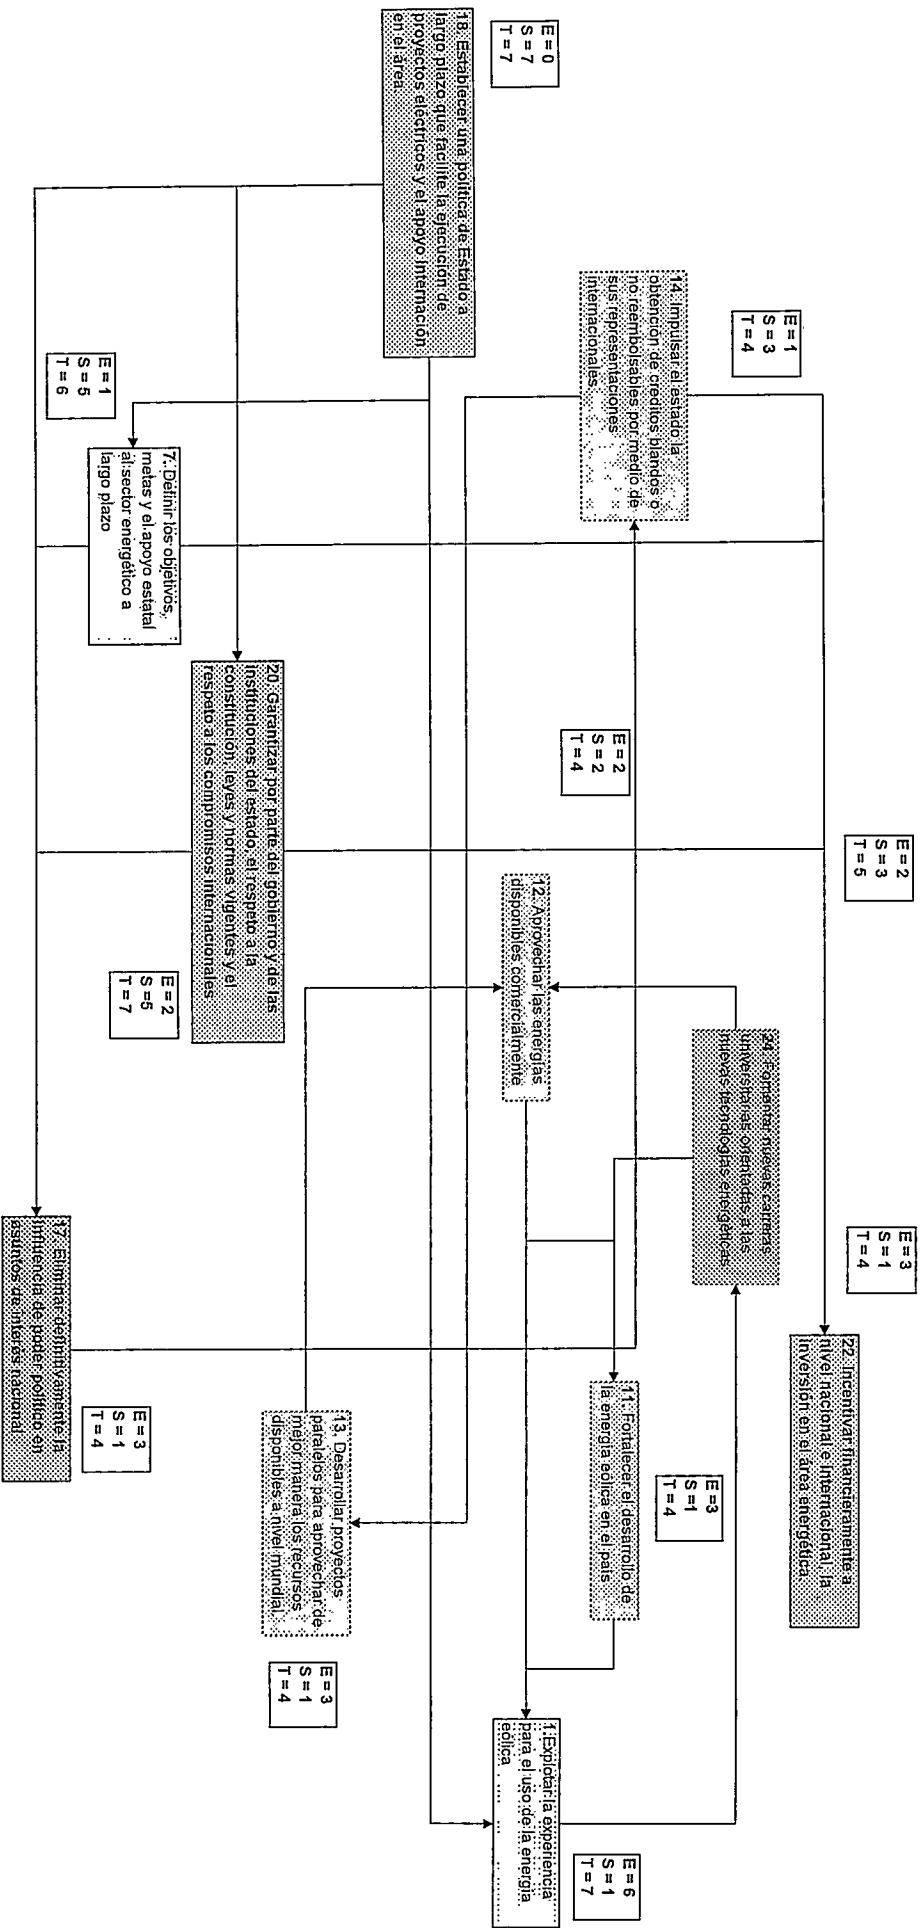 E = 0
S = 7
T = 7
18. Establecer una política de Estado a
largo plazo que facilite la ejecución de
proyectos eléctricos y el apoyo Internación
en el área.
E = 1
S = 3
T = 4
14. Impulsar el estado la
obtención de creditos blandos o
no reembolsables por medio de
sus representaciones
internacionales.
E = 1
S = 5
T = 6
7. Definir los objetivos,
metas y el apoyo estatal
al sector energético a
largo plazo
20. Garantizar por parte del gobierno y de las
instituciones del estado, el respeto a la
constitución, leyes y normas vigentes y el
respeto a los compromisos internacionales
E = 2
S =5
T = 7
E = 2
S = 2
T = 4
12. Aprovechar las energías
disponibles comercialmente
E = 2
S = 3
T = 5
24. Fomentar nuevas carreras
universitarias orientadas a las
nuevas tecnologías energéticas
E = 3
S = 1
T = 4
22. Incentivar financieramente a
nivel nacional e Internacional, la
inversión en el área energética.
17. Eliminar definitivamente la
influencia de poder político en
asuntos de interés nacional
E = 3
S = 1
T = 4
11. Fortalecer el desarrollo de
la energía eólica en el país
E =3
S =1
T = 4
13. Desarrollar proyectos
paralelos para aprovechar de
mejor manera los recursos
disponibles a nivel mundial.
E = 3
S = 1
T = 4
1.Explotar la experiencia
para el uso de la energía
eólica
E = 6
S = 1
T = 7